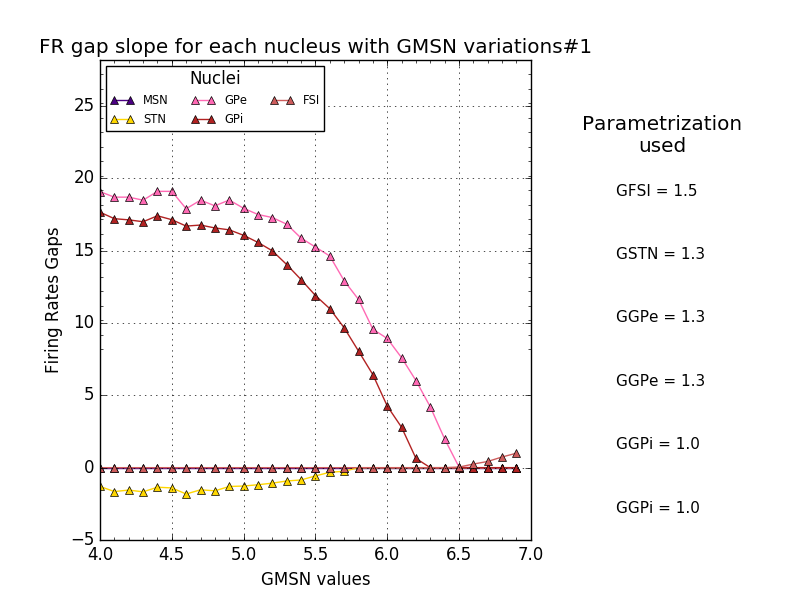 FR gap slope for each nucleus with GMSN variations#1
Nuclei
MSN GPe FSI
STN GPi
25
20
15
10
5
0
−5
Firing Rates Gaps
4.0 4.5 5.0 5.5 6.0 6.5 7.0
GMSN values
Parametrization
used
GFSI = 1.5
GSTN = 1.3
GGPe = 1.3
GGPe = 1.3
GGPi = 1.0
GGPi = 1.0